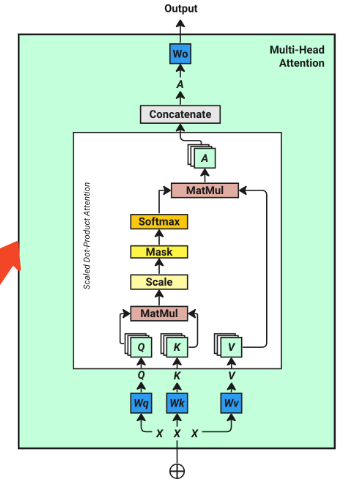 Output
Multi-Head
Attention
Wo
A
Concatenate
A
MatMul
Scaled Dot-Product Attention
Softmax
Mask
Scale
MatMul
Q K V
Q K V
Wq Wk Wv
X X X